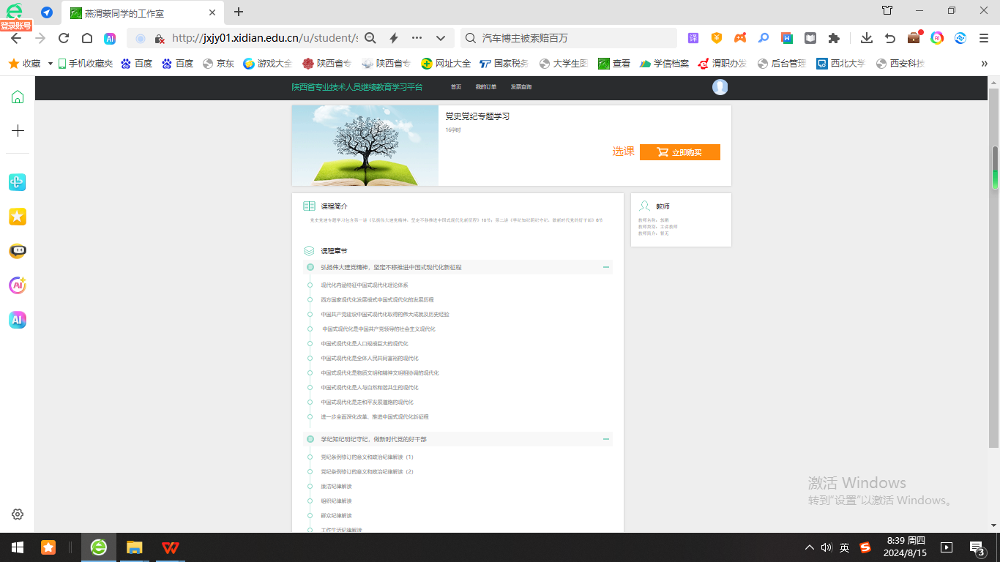 登录账号
燕渭蒙同学的工作室
http://jxjy01.xidian.edu.cn/u/student/
汽车博主被索赔百万
收藏 手机收藏夹 百度 百度 京东 游戏大全 陕西省专 陕西省专 网址大全 国家税务 大学生 查看 学信档案 渭职办发 后台管理 西北大学 西安科技
陕西省专业技术人员继续教育学习平台 首页 我的订单 发票查询
党史党纪专题学习
16学时
选课 立即购买
课程简介
党史党建专题学习包含第一讲《弘扬伟大建党精神，坚定不移推进中国式现代化新征程》10节；第二讲《学纪知纪明纪守纪，做新时代党的好干部》6节
教师
教师名称：
教师类别：主讲教师
教师简介：暂无
课程章节
弘扬伟大建党精神，坚定不移推进中国式现代化新征程
现代化内涵特征中国式现代化理论体系
西方国家现代化发展模式中国式现代化的发展历程
中国共产党建设中国式现代化取得的伟大成就及历史经验
中国式现代化是中国共产党领导的社会主义现代化
中国式现代化是人口规模巨大的现代化
中国式现代化是全体人民共同富裕的现代化
中国式现代化是物质文明和精神文明相协调的现代化
中国式现代化是人与自然和谐共生的现代化
中国式现代化是走和平发展道路的现代化
进一步全面深化改革、推进中国式现代化新征程
学纪知纪明纪守纪，做新时代党的好干部
党纪条例修订的意义和政治纪律解读（1）
党纪条例修订的意义和政治纪律解读（2）
廉洁纪律解读
组织纪律解读
群众纪律解读
工作生活纪律解读
激活 Windows
转到"设置"以激活 Windows。
英
8:39 周四
2024/8/15
3